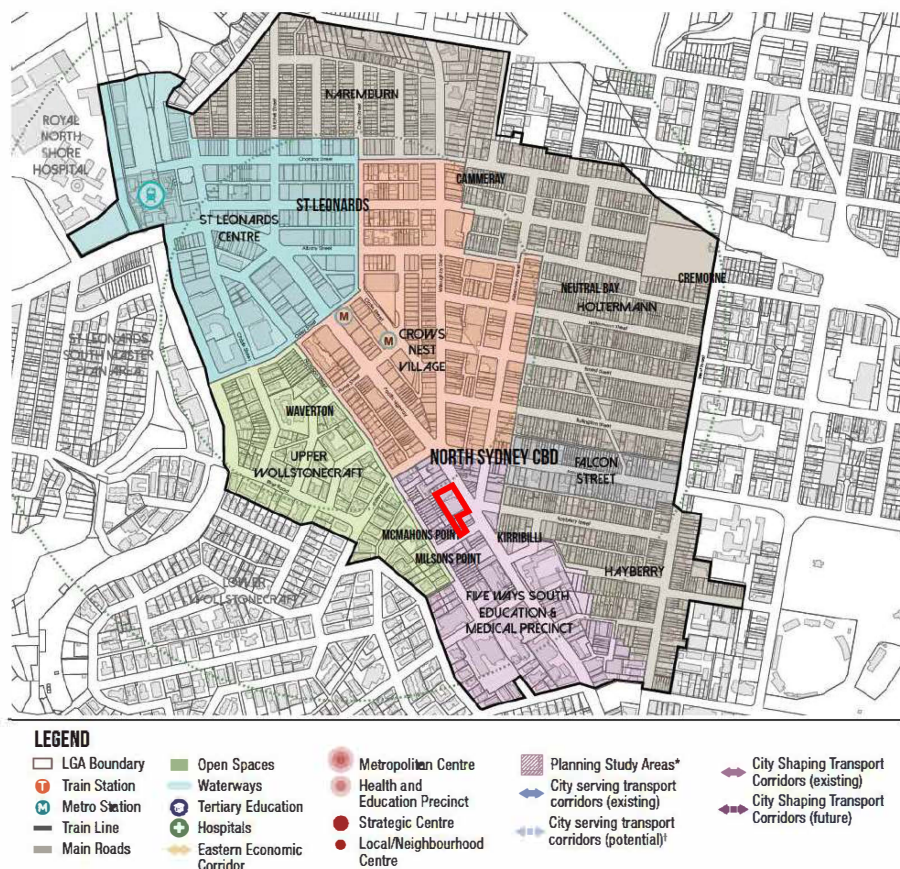 NAREMBURN
ROYAL
NORTH
SHORE
HOSPITAL
Chandos Street
CAMMERAY
ST LEONARDS
ST LEONARDS
CENTRE
Albany Street
CREMORNE
NEUTRAL BAY
HOLTERMANN
M
M
CROWS
NEST
VILLAGE
ST LEONARDS
SOUTH MASTER
PLAN AREA
WAVERTON
UPPER
WOLLSTONECRAFT
NORTH SYDNEY CBD
FALCON
STREET
MCMAHONS POINT
KIRRIBILLI
MILSONS POINT
HAYBERRY
LOWER
WOLLSTONECRAFT
FIVE WAYS SOUTH
EDUCATION &
MEDICAL PRECINCT
LEGEND
LGA Boundary
T Train Station
M Metro Station
Train Line
Main Roads
Open Spaces
Waterways
Tertiary Education
Hospitals
Eastern Economic
Corridor
Metropolitan Centre
Health and
Education Precinct
Strategic Centre
Local/Neighbourhood
Centre
Planning Study Areas*
City serving transport
corridors (existing)
City serving transport
corridors (potential)†
City Shaping Transport
Corridors (existing)
City Shaping Transport
Corridors (future)